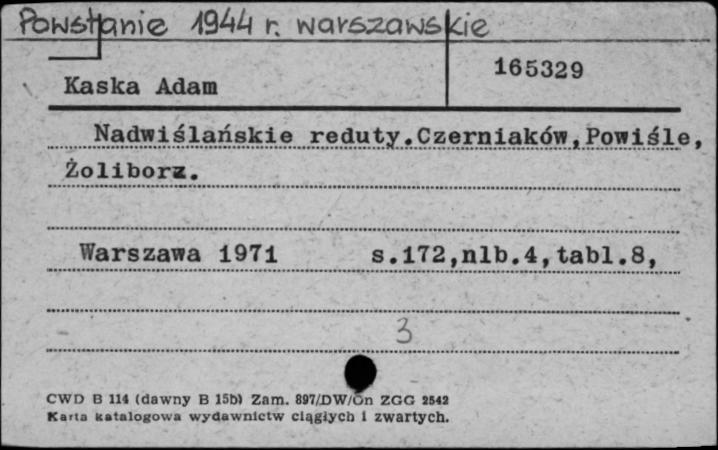 Powstanie 1944 r. warszawskie
165329
Kaska Adam
Nadwiślańskie reduty.Czerniaków,Powiśle,
Żoliborz.
Warszawa 1971 s.172,nlb.4,tabl.8,
3
CWD B 114 (dawny B 15b) Zam. 897/DW/On ZGG 2542
Karta katalogowa wydawnictw ciągłych i zwartych.